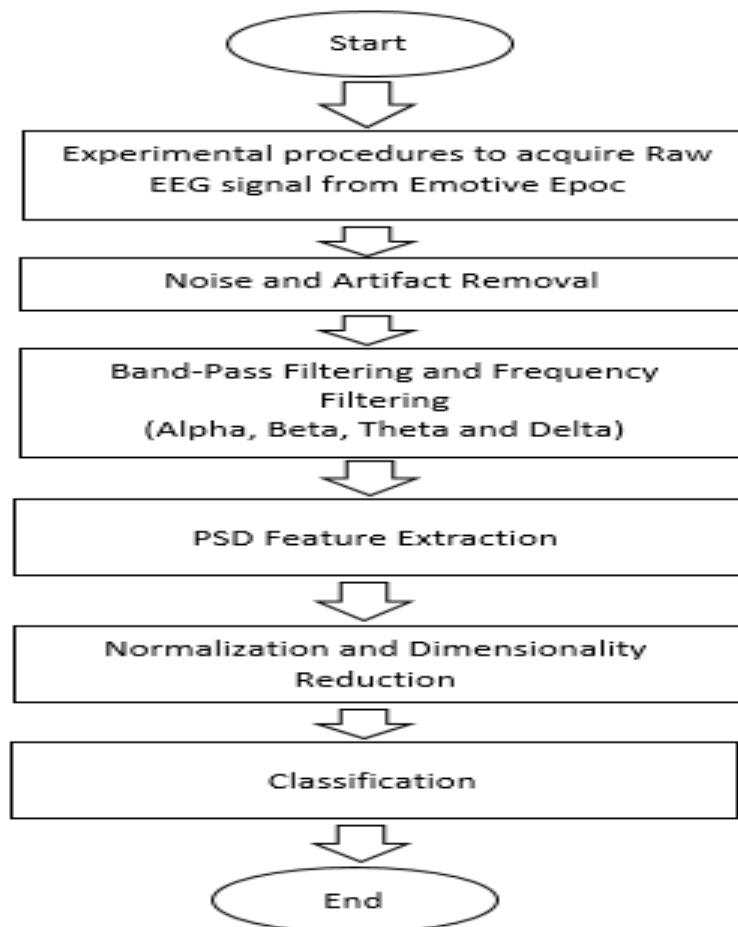 Start
Experimental procedures to acquire Raw
EEG signal from Emotive Epoc
Noise and Artifact Removal
Band-Pass Filtering and Frequency
Filtering
(Alpha, Beta, Theta and Delta)
PSD Feature Extraction
Normalization and Dimensionality
Reduction
Classification
End